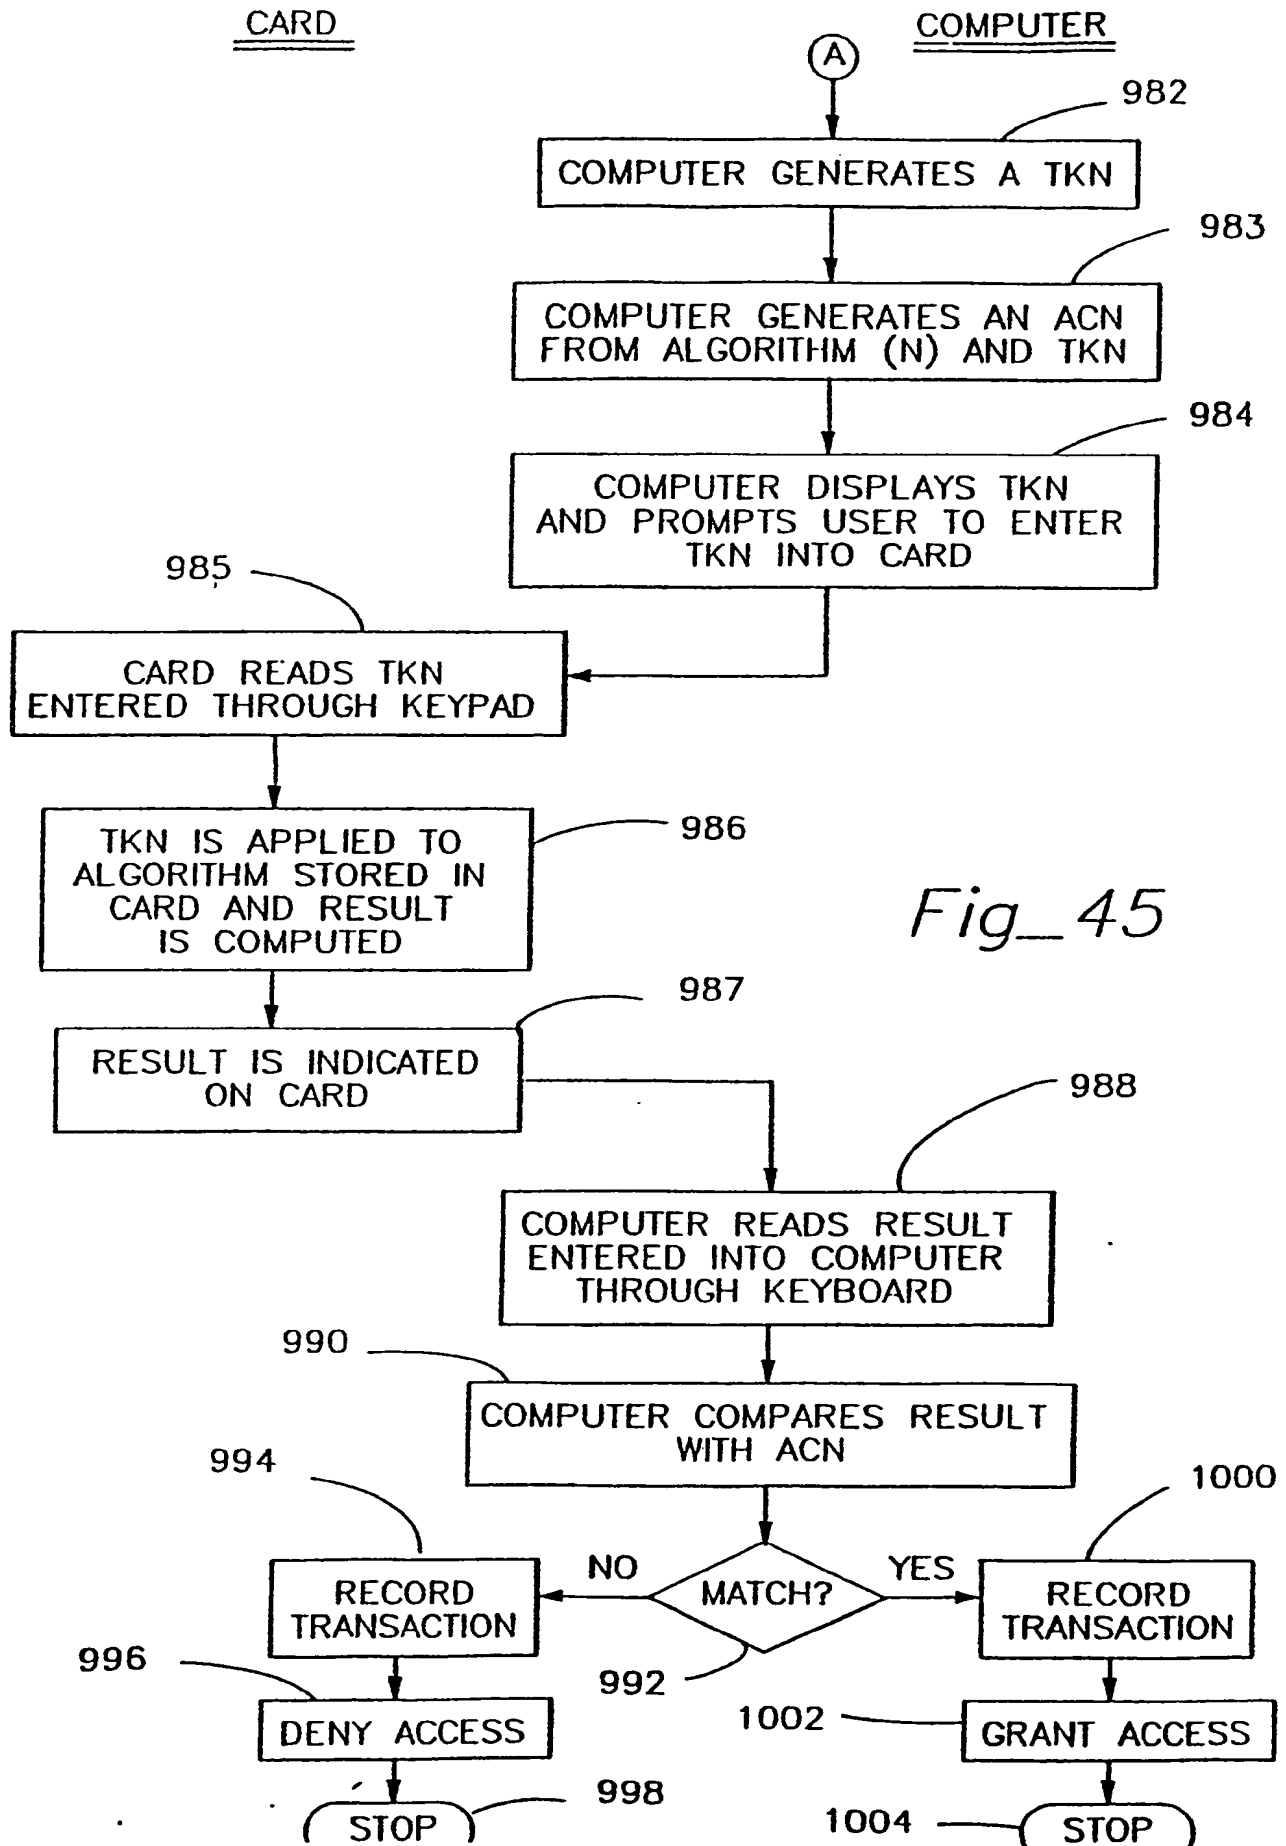 CARD
COMPUTER
A
982
COMPUTER GENERATES A TKN
983
COMPUTER GENERATES AN ACN
FROM ALGORITHM (N) AND TKN
984
COMPUTER DISPLAYS TKN
AND PROMPTS USER TO ENTER
TKN INTO CARD
985
CARD READS TKN
ENTERED THROUGH KEYPAD
986
TKN IS APPLIED TO
ALGORITHM STORED IN
CARD AND RESULT
IS COMPUTED
Fig_45
987
RESULT IS INDICATED
ON CARD
988
COMPUTER READS RESULT
ENTERED INTO COMPUTER
THROUGH KEYBOARD
990
COMPUTER COMPARES RESULT
WITH ACN
994
1000
NO
MATCH?
YES
992
RECORD
TRANSACTION
RECORD
TRANSACTION
996
DENY ACCESS
1002
GRANT ACCESS
998
STOP
1004
STOP